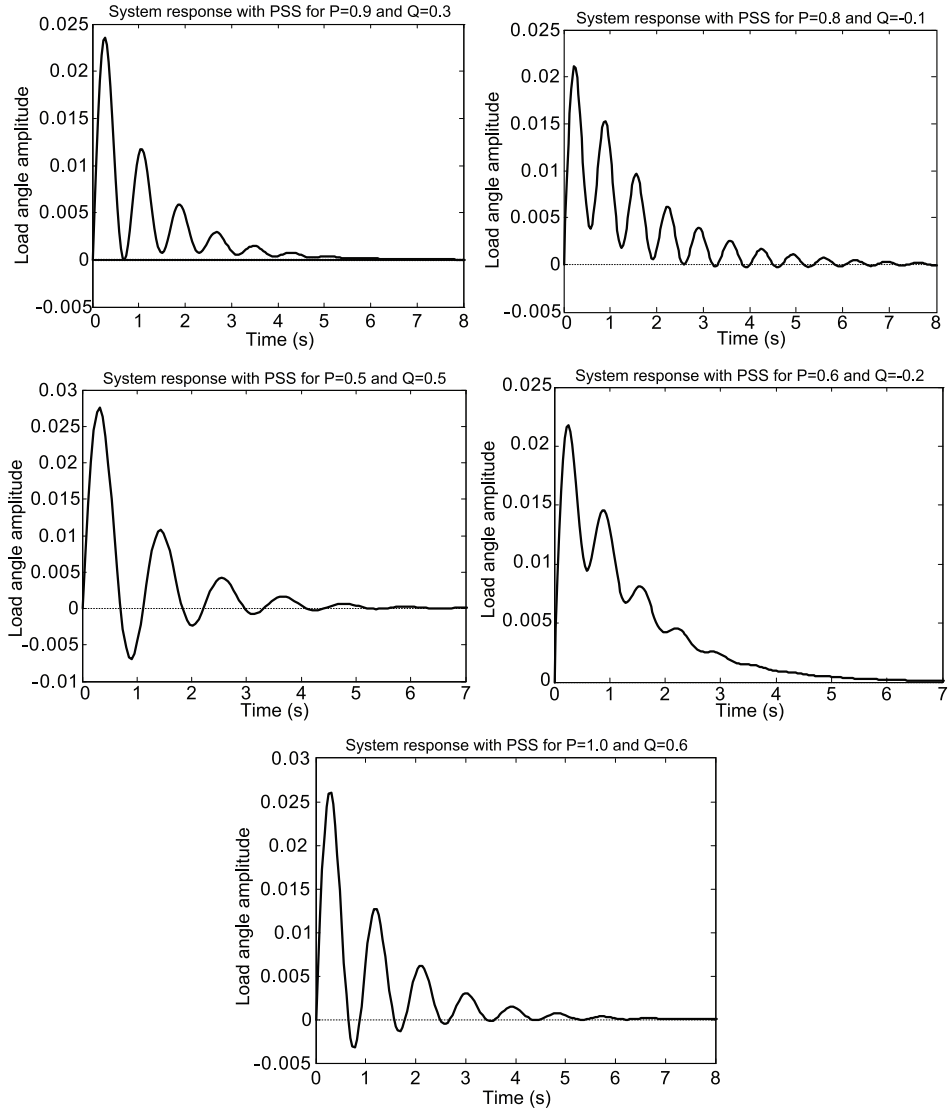 System response with PSS for P=0.9 and Q=0.3
0.025
0.02
0.015
0.01
0.005
0
-0.005
Load angle amplitude
0 1 2 3 4 5 6 7 8
Time (s)
System response with PSS for P=0.8 and Q=-0.1
0.025
0.02
0.015
0.01
0.005
0
-0.005
Load angle amplitude
0 1 2 3 4 5 6 7 8
Time (s)
System response with PSS for P=0.5 and Q=0.5
0.03
0.025
0.02
0.015
0.01
0.005
0
-0.005
-0.01
Load angle amplitude
0 1 2 3 4 5 6 7
Time (s)
System response with PSS for P=0.6 and Q=-0.2
0.025
0.02
0.015
0.01
0.005
0
Load angle amplitude
0 1 2 3 4 5 6 7
Time (s)
System response with PSS for P=1.0 and Q=0.6
0.03
0.025
0.02
0.015
0.01
0.005
0
-0.005
Load angle amplitude
0 1 2 3 4 5 6 7 8
Time (s)